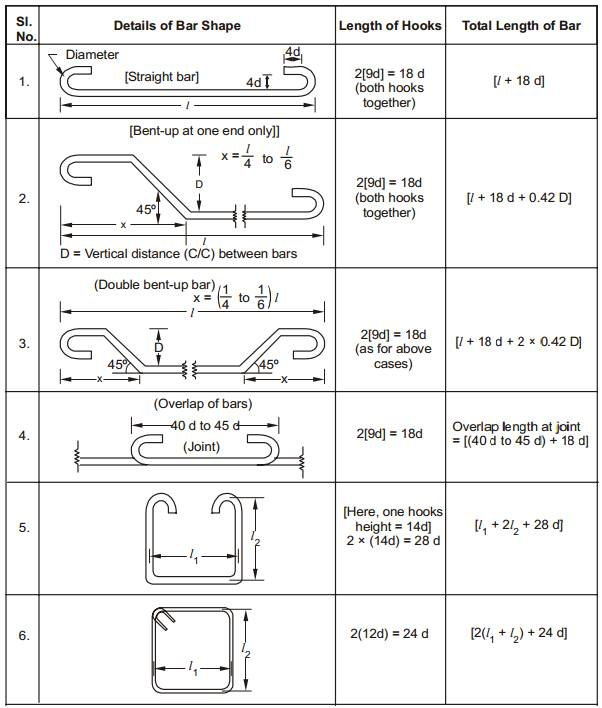 Sl. No.
Details of Bar Shape
Length of Hooks
Total Length of Bar
1.
Diameter
[Straight bar]
4d
4d
l
2[9d] = 18 d
(both hooks
together)
[l + 18 d]
2.
[Bent-up at one end only]]
x = l/4 to l/6
D
45º
x
l
D = Vertical distance (C/C) between bars
2[9d] = 18d
(both hooks
together)
[l + 18 d + 0.42 D]
3.
(Double bent-up bar)
x = (1/4 to 1/6) l
l
D
45º
45º
x
x
2[9d] = 18d
(as for above
cases)
[l + 18 d + 2 × 0.42 D]
4.
(Overlap of bars)
40 d to 45 d
(Joint)
2[9d] = 18d
Overlap length at joint
= [(40 d to 45 d) + 18 d]
5.
l1
l2
[Here, one hooks
height = 14d]
2 × (14d) = 28 d
[l1 + 2l2 + 28 d]
6.
l1
l2
2(12d) = 24 d
[2(l1 + l2) + 24 d]